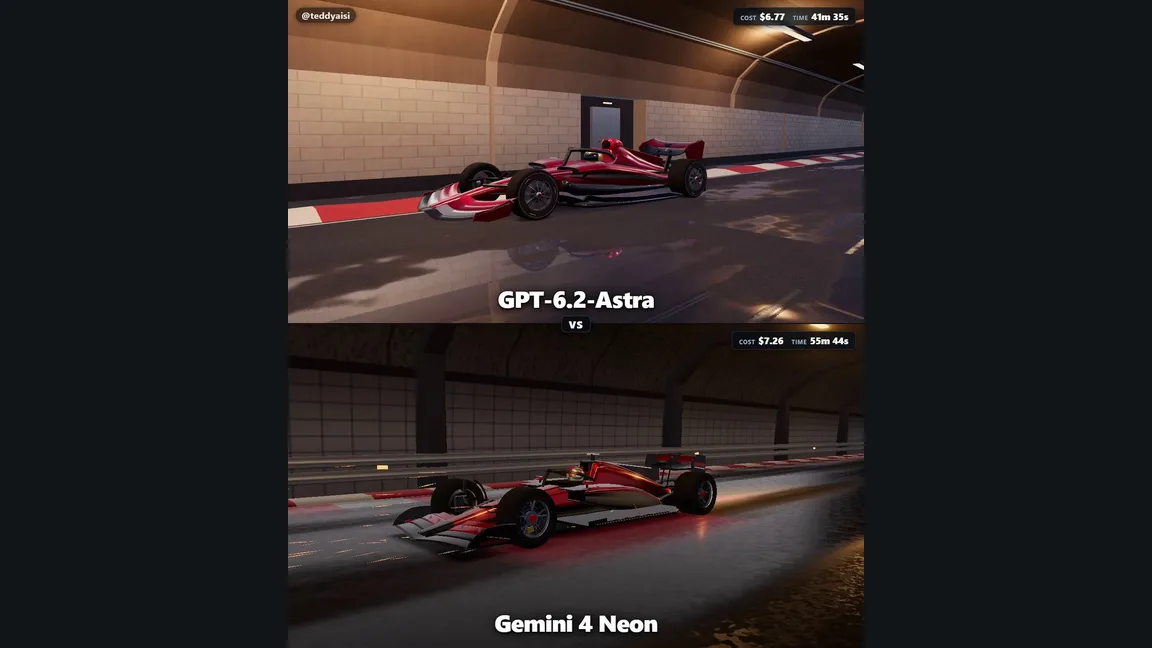 @teddyaisi
COST $6.77 TIME 41m 35s
GPT-6.2-Astra
VS
COST $7.26 TIME 55m 44s
Gemini 4 Neon